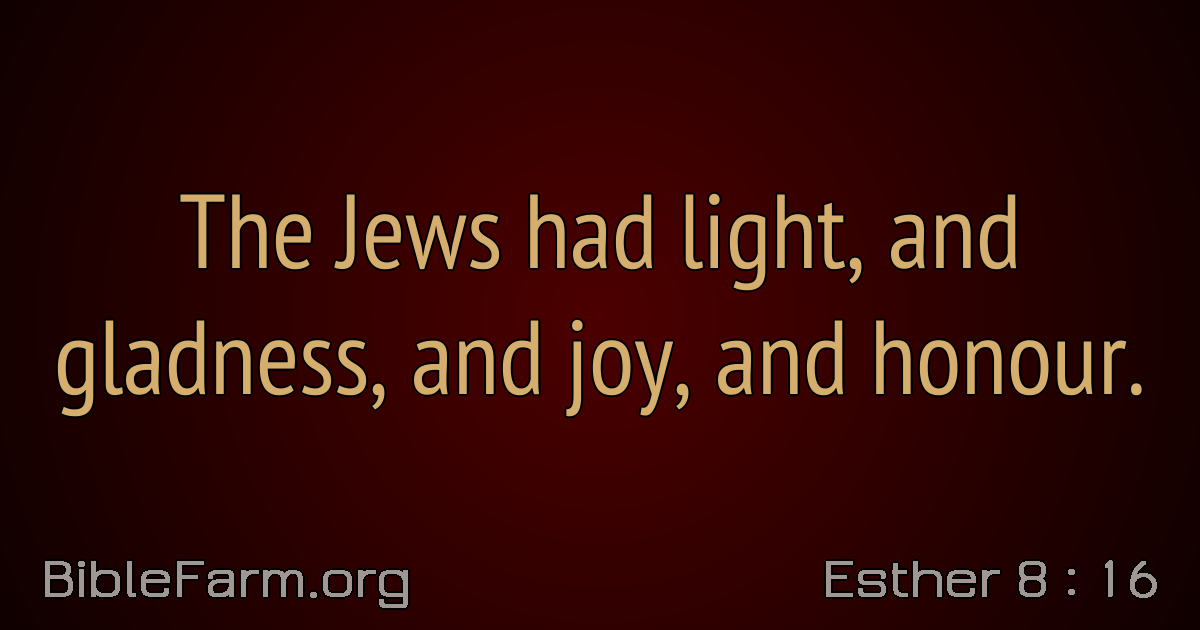 The Jews had light, and
gladness, and joy, and honour.
BibleFarm.org
Esther 8 : 16